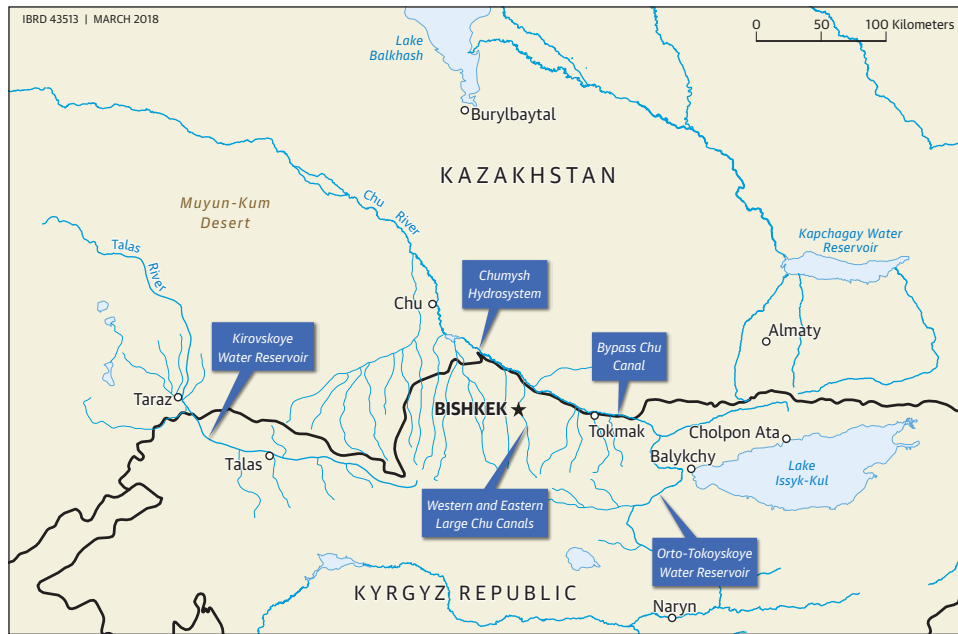 IBRD 43513 | MARCH 2018
0 50 100 Kilometers
Lake
Balkhash
Burylbaytal
KAZAKHSTAN
Muyun-Kum
Desert
Chu River
Talas River
Kapchagay Water
Reservoir
Chumysh
Hydrosystem
Chu
Kirovskoye
Water Reservoir
Almaty
Bypass Chu
Canal
Taraz
BISHKEK
Tokmak
Cholpon Ata
Talas
Balykchy
Lake
Issyk-Kul
Western and Eastern
Large Chu Canals
Orto-Tokoyskoye
Water Reservoir
KYRGYZ REPUBLIC
Naryn